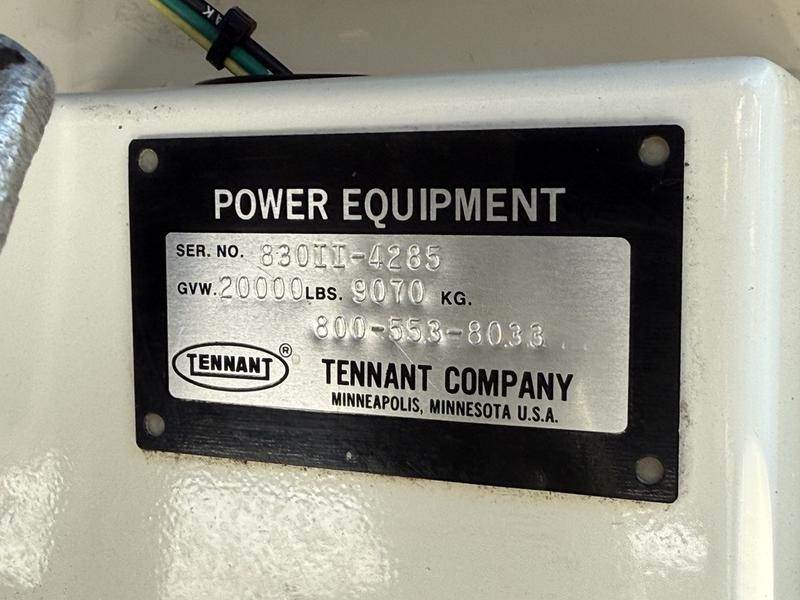 POWER EQUIPMENT
SER. NO. 830II-4285
GVW. 20000 LBS. 9070 KG.
800-553-8033
TENNANT ®
TENNANT COMPANY
MINNEAPOLIS, MINNESOTA U.S.A.